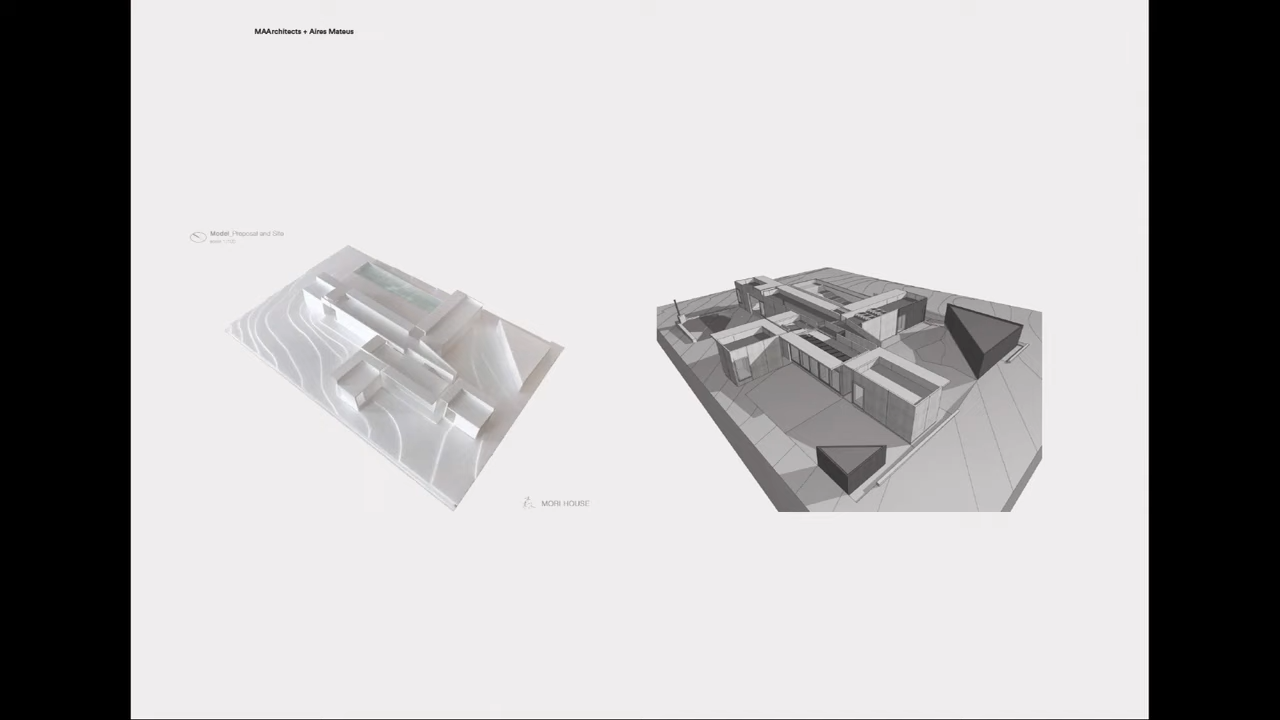 MAArchitects + Aires Mateus
Model_Proposal and Site
MORI HOUSE